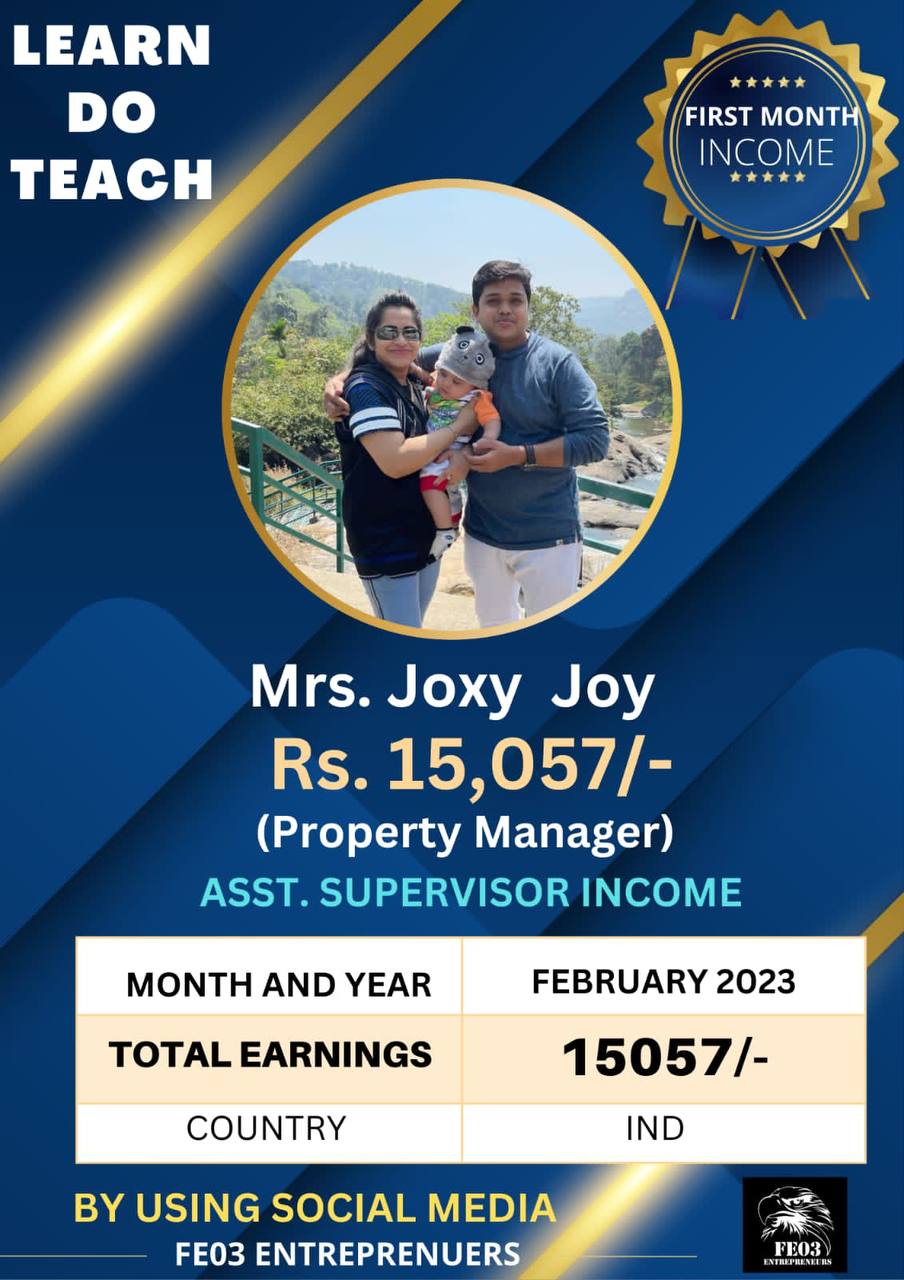 LEARN
DO
TEACH
FIRST MONTH
INCOME
Mrs. Joxy Joy
Rs. 15,057/-
(Property Manager)
ASST. SUPERVISOR INCOME
MONTH AND YEAR FEBRUARY 2023
TOTAL EARNINGS 15057/-
COUNTRY IND
BY USING SOCIAL MEDIA
FE03 ENTREPRENUERS
FE03
ENTREPRENEURS